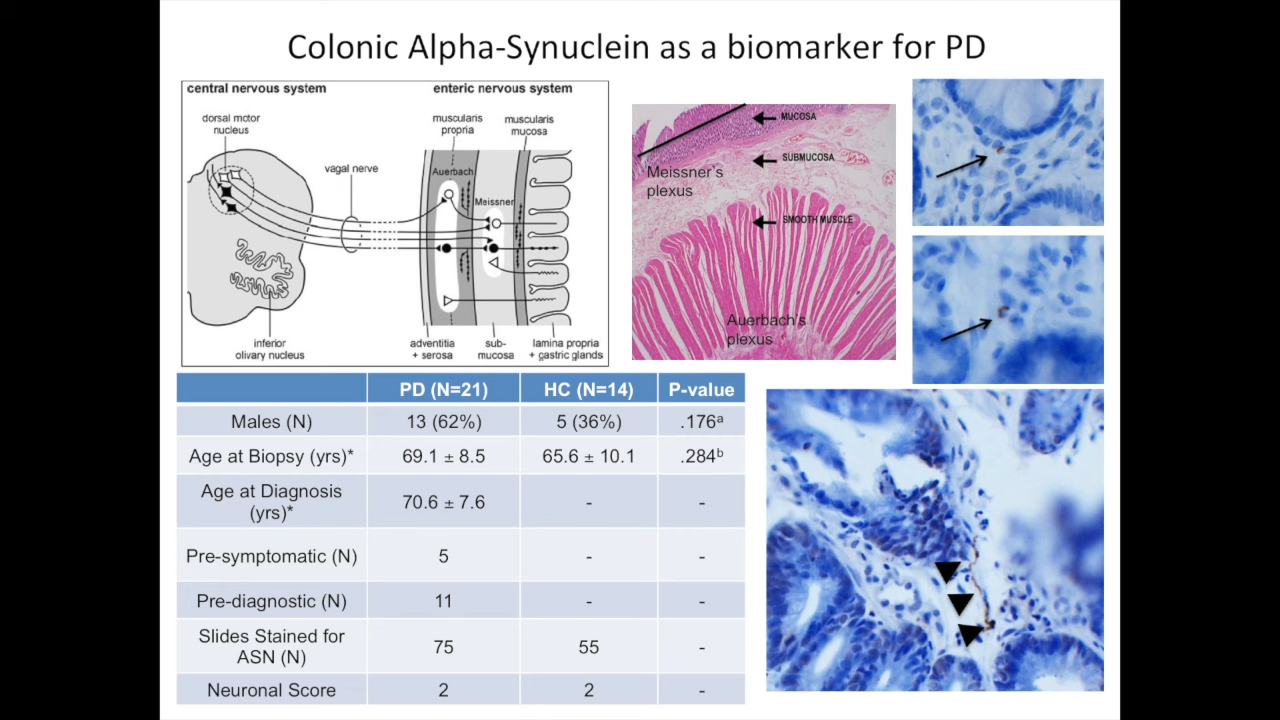 Colonic Alpha-Synuclein as a biomarker for PD
central nervous system
enteric nervous system
dorsal motor
nucleus
muscularis
propria
muscularis
mucosa
vagal nerve
Auerbach
Meissner
inferior
olivary nucleus
adventitia
+ serosa
sub-
mucosa
lamina propria
+ gastric glands
MUCOSA
SUBMUCOSA
Meissner's
plexus
SMOOTH MUSCLE
Auerbach's
plexus
PD (N=21) HC (N=14) P-value
Males (N) 13 (62%) 5 (36%) .176ᵃ
Age at Biopsy (yrs)* 69.1 ± 8.5 65.6 ± 10.1 .284ᵇ
Age at Diagnosis
(yrs)* 70.6 ± 7.6 - -
Pre-symptomatic (N) 5 - -
Pre-diagnostic (N) 11 - -
Slides Stained for
ASN (N) 75 55 -
Neuronal Score 2 2 -